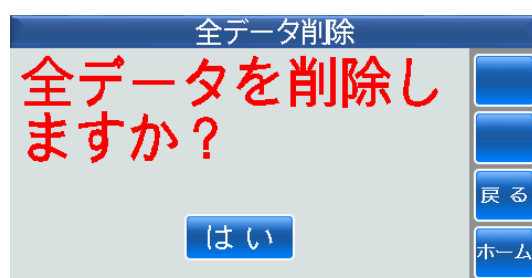 全データ削除
全データを削除し
ますか？
はい
戻る
ホーム